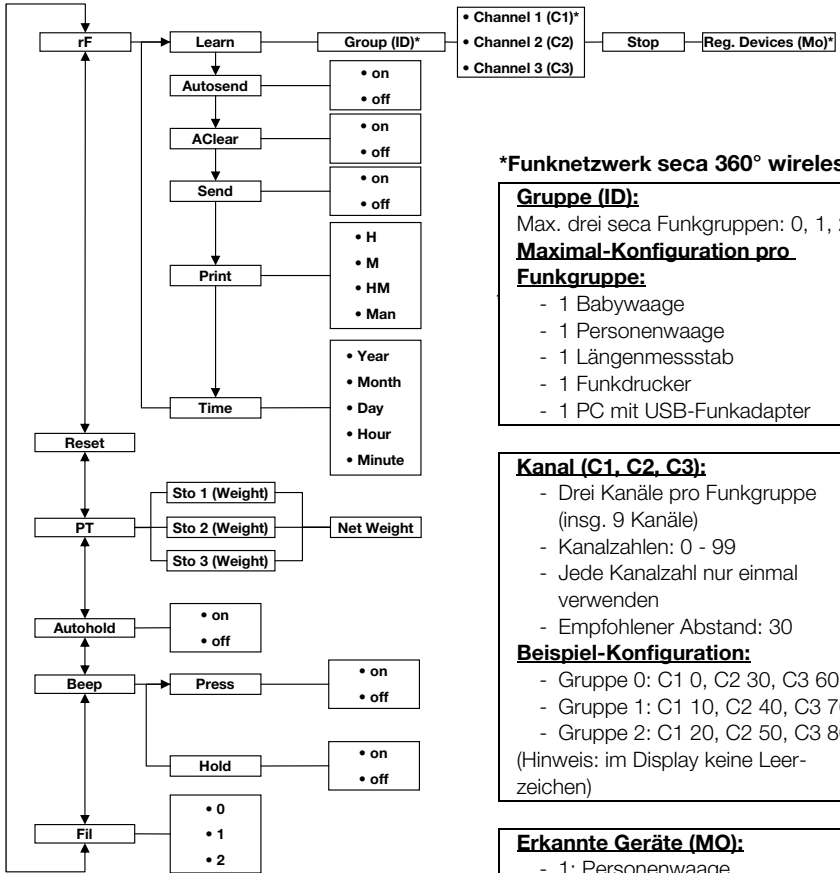 rF
Learn
Group (ID)*
• Channel 1 (C1)*
• Channel 2 (C2)
• Channel 3 (C3)
Stop
Reg. Devices (Mo)*
Autosend
• on
• off
AClear
• on
• off
Send
• on
• off
Print
• H
• M
• HM
• Man
Time
• Year
• Month
• Day
• Hour
• Minute
Reset
PT
Sto 1 (Weight)
Sto 2 (Weight)
Sto 3 (Weight)
Net Weight
Autohold
• on
• off
Beep
Press
• on
• off
Hold
• on
• off
Fil
• 0
• 1
• 2
*Funknetzwerk seca 360° wireles
Gruppe (ID):
Max. drei seca Funkgruppen: 0, 1,
Maximal-Konfiguration pro
Funkgruppe:
- 1 Babywaage
- 1 Personenwaage
- 1 Längenmessstab
- 1 Funkdrucker
- 1 PC mit USB-Funkadapter
Kanal (C1, C2, C3):
- Drei Kanäle pro Funkgruppe
(insg. 9 Kanäle)
- Kanalzahlen: 0 - 99
- Jede Kanalzahl nur einmal
verwenden
- Empfohlener Abstand: 30
Beispiel-Konfiguration:
- Gruppe 0: C1 0, C2 30, C3 60
- Gruppe 1: C1 10, C2 40, C3 7
- Gruppe 2: C1 20, C2 50, C3 8
(Hinweis: im Display keine Leer-
zeichen)
Erkannte Geräte (MO):
- 1: Personenwaage